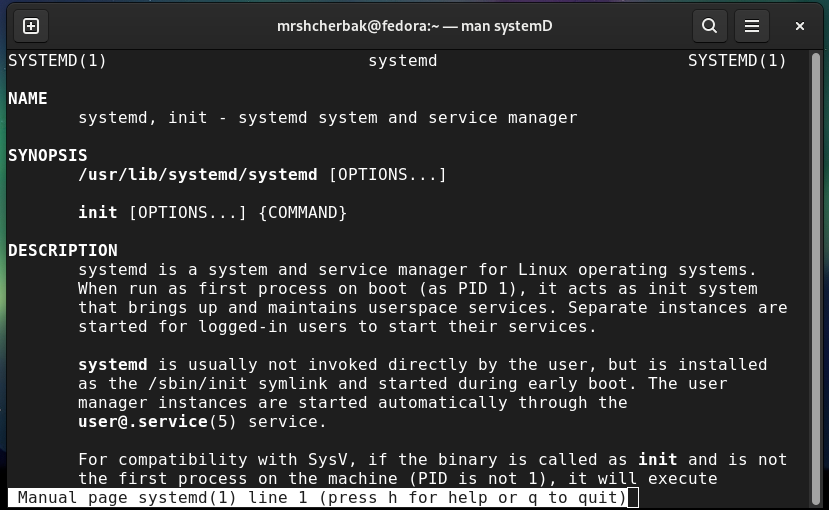 mrshcherbak@fedora:~ — man systemD
SYSTEMD(1) systemd SYSTEMD(1)
NAME
systemd, init - systemd system and service manager
SYNOPSIS
/usr/lib/systemd/systemd [OPTIONS...]
init [OPTIONS...] {COMMAND}
DESCRIPTION
systemd is a system and service manager for Linux operating systems.
When run as first process on boot (as PID 1), it acts as init system
that brings up and maintains userspace services. Separate instances are
started for logged-in users to start their services.
systemd is usually not invoked directly by the user, but is installed
as the /sbin/init symlink and started during early boot. The user
manager instances are started automatically through the
user@.service(5) service.
For compatibility with SysV, if the binary is called as init and is not
the first process on the machine (PID is not 1), it will execute
Manual page systemd(1) line 1 (press h for help or q to quit)